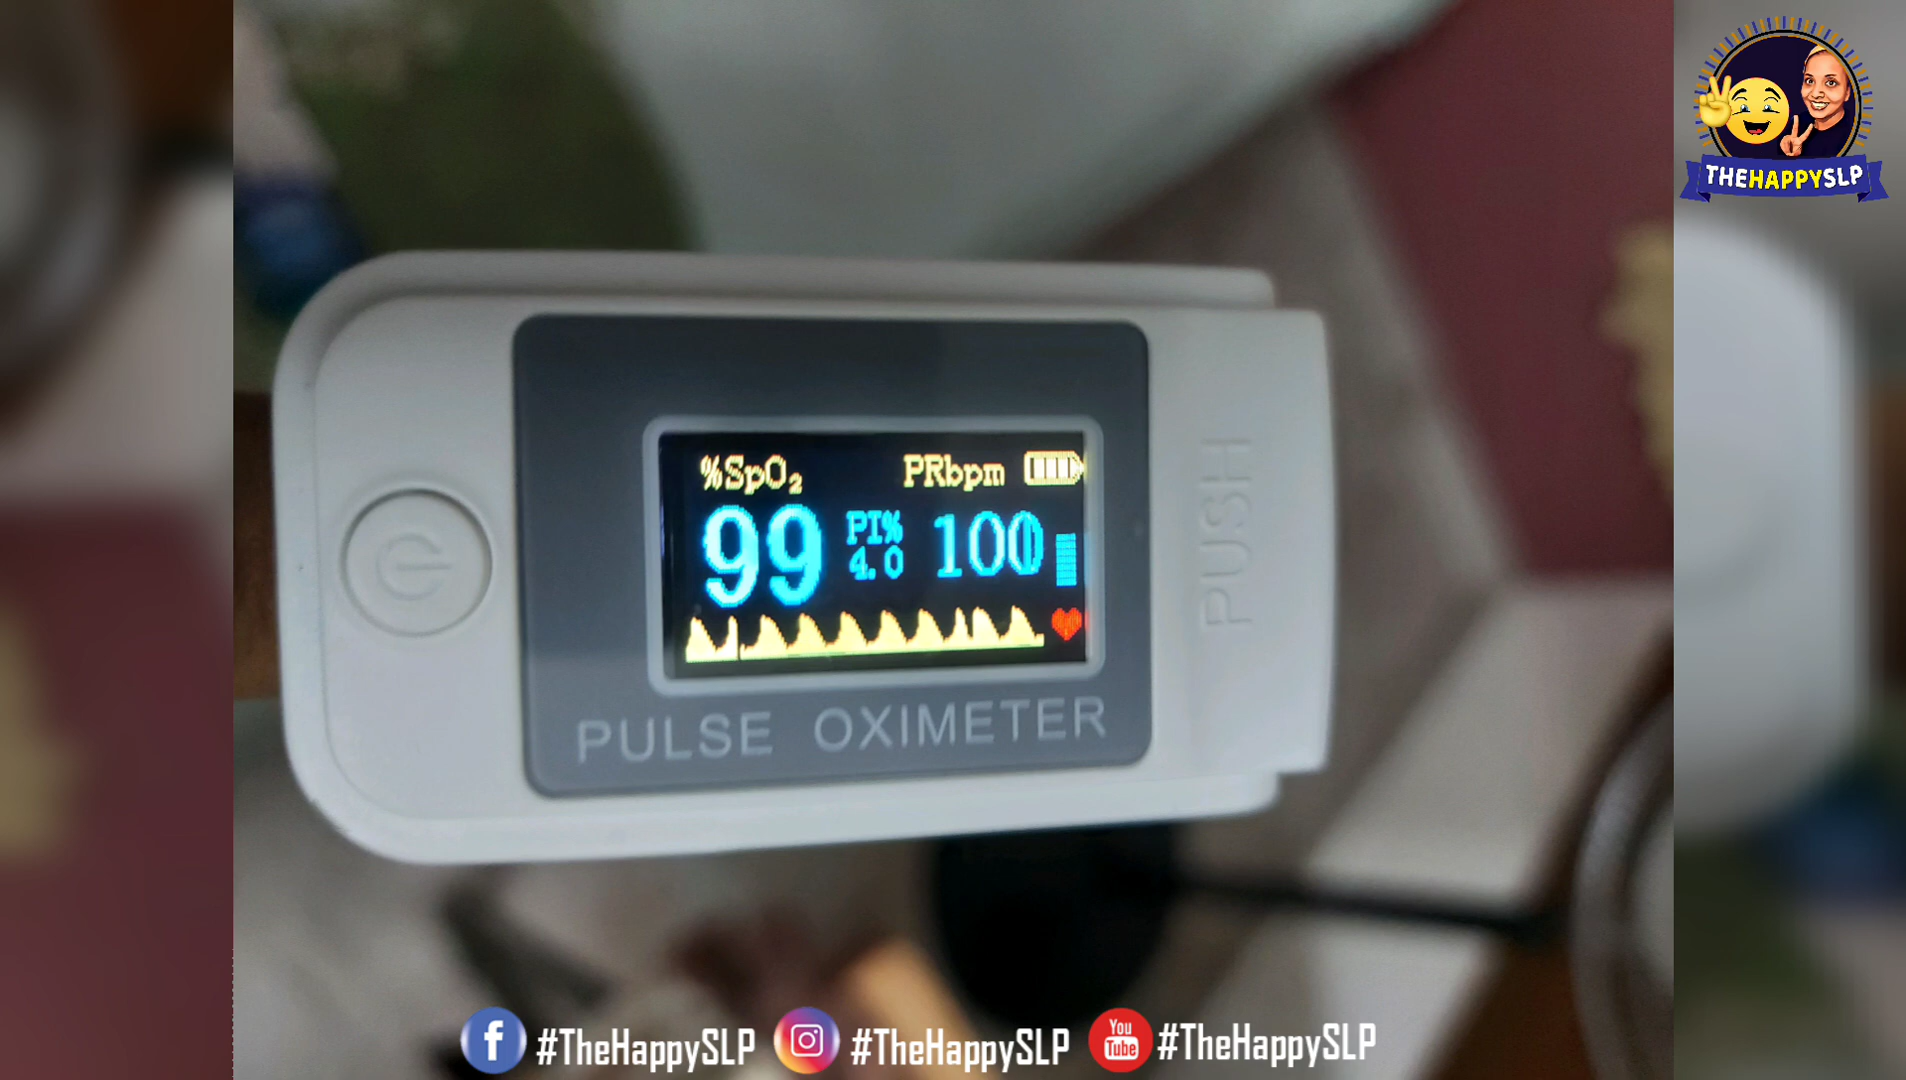 THEHAPPYSLP
%SpO₂ PRbpm
99 PI% 100
4.0
PULSE OXIMETER
PUSH
#TheHappySLP #TheHappySLP You Tube #TheHappySLP